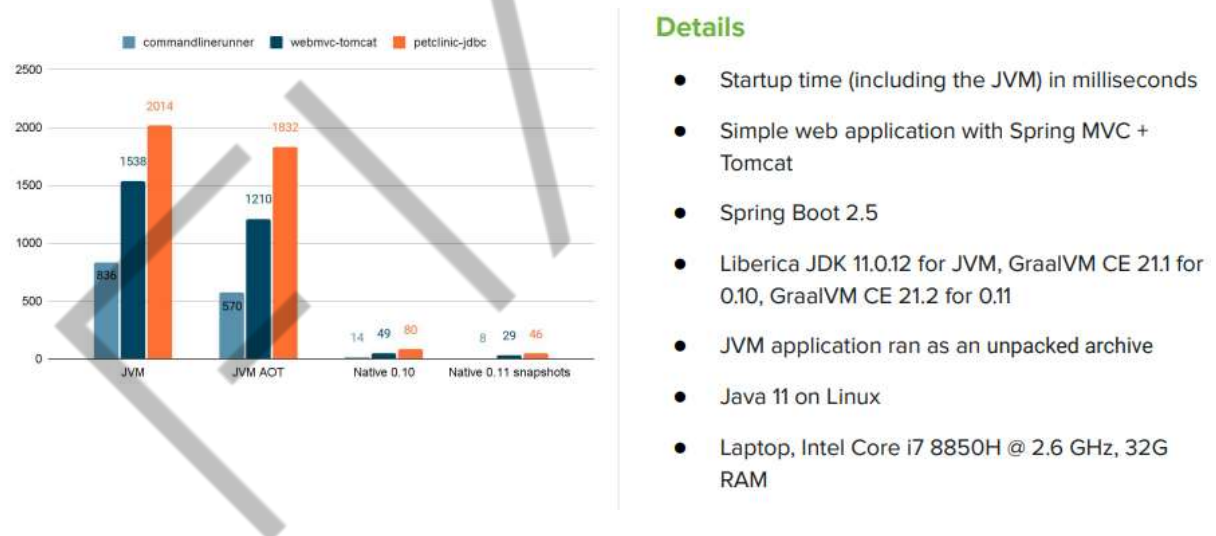 commandlinerunner webmvc-tomcat petclinic-jdbc
2500
2000
1500
1000
500
0
836
1538
2014
570
1210
1832
14
49
80
8
29
46
JVM
JVM AOT
Native 0.10
Native 0.11 snapshots
Details
● Startup time (including the JVM) in milliseconds
● Simple web application with Spring MVC +
Tomcat
● Spring Boot 2.5
● Liberica JDK 11.0.12 for JVM, GraalVM CE 21.1 for
0.10, GraalVM CE 21.2 for 0.11
● JVM application ran as an unpacked archive
● Java 11 on Linux
● Laptop, Intel Core i7 8850H @ 2.6 GHz, 32G
RAM